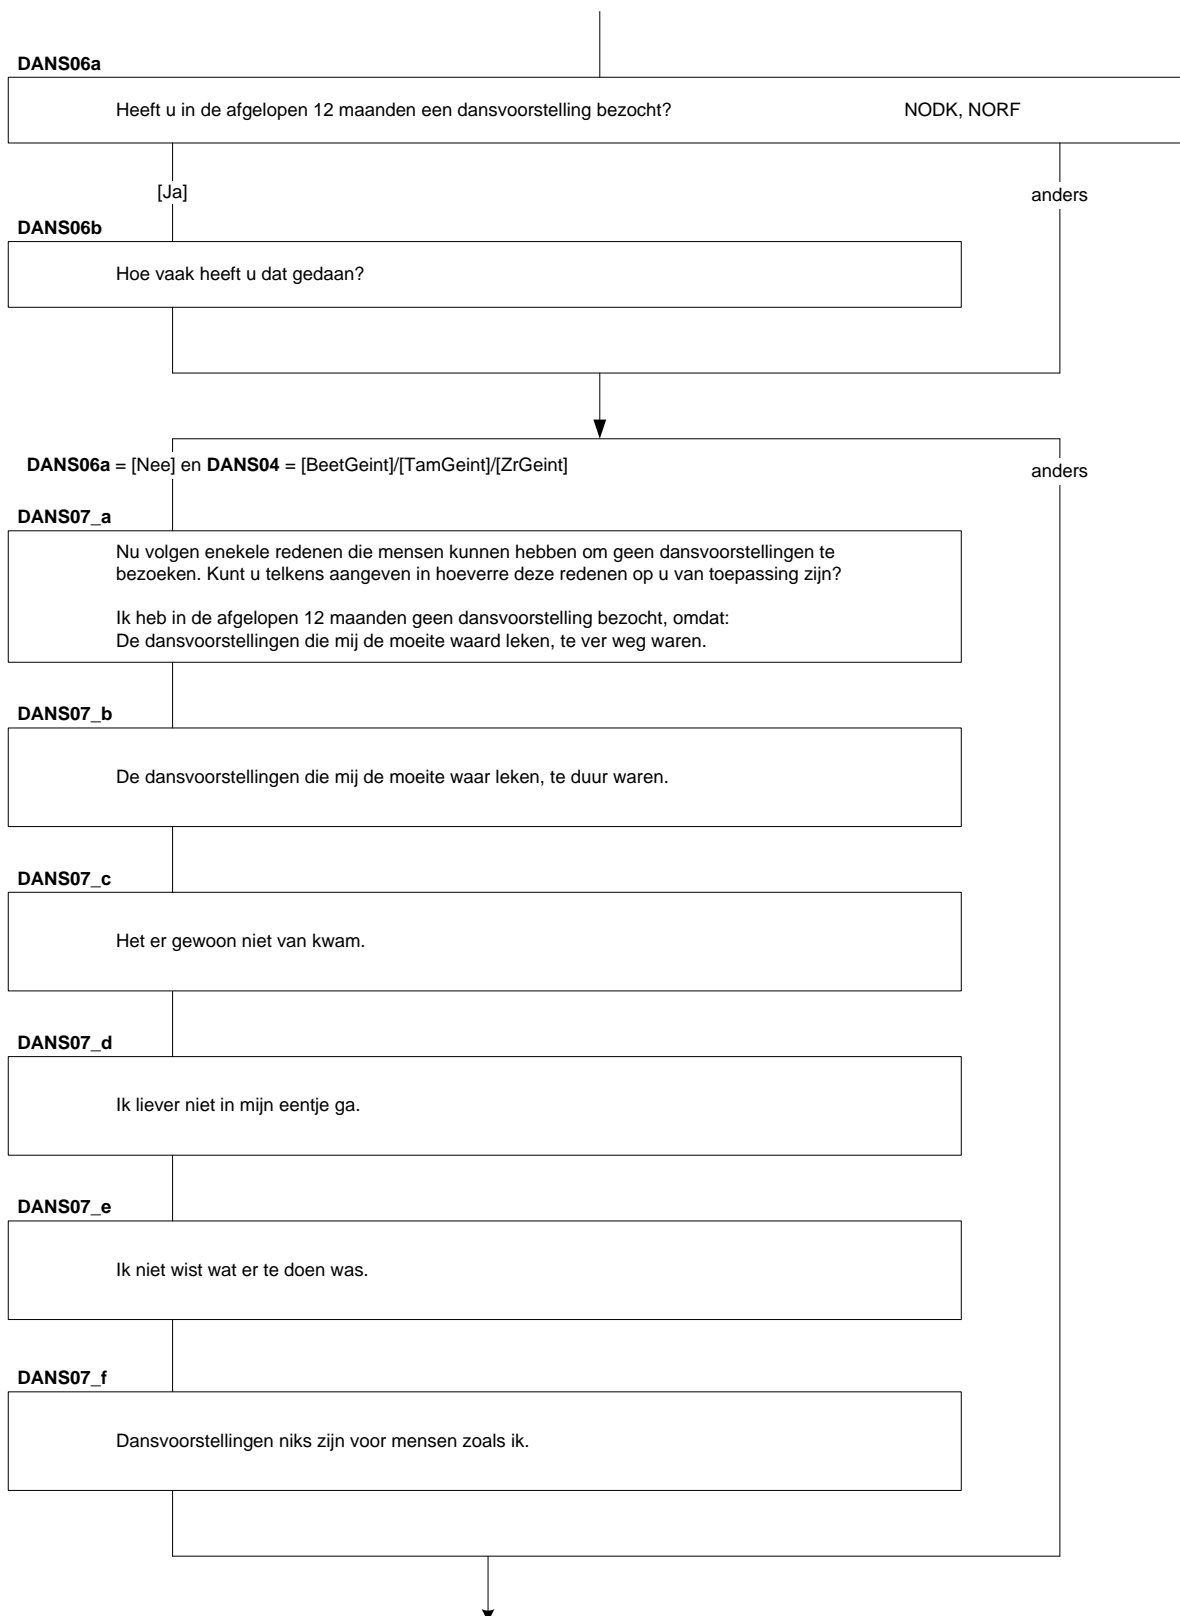 DANS06a
Heeft u in de afgelopen 12 maanden een dansvoorstelling bezocht? NODK, NORF
[Ja] anders
DANS06b
Hoe vaak heeft u dat gedaan?
DANS06a = [Nee] en DANS04 = [BeetGeint]/[TamGeint]/[ZrGeint] anders
DANS07_a
Nu volgen enekele redenen die mensen kunnen hebben om geen dansvoorstellingen te
bezoeken. Kunt u telkens aangeven in hoeverre deze redenen op u van toepassing zijn?
Ik heb in de afgelopen 12 maanden geen dansvoorstelling bezocht, omdat:
De dansvoorstellingen die mij de moeite waard leken, te ver weg waren.
DANS07_b
De dansvoorstellingen die mij de moeite waar leken, te duur waren.
DANS07_c
Het er gewoon niet van kwam.
DANS07_d
Ik liever niet in mijn eentje ga.
DANS07_e
Ik niet wist wat er te doen was.
DANS07_f
Dansvoorstellingen niks zijn voor mensen zoals ik.